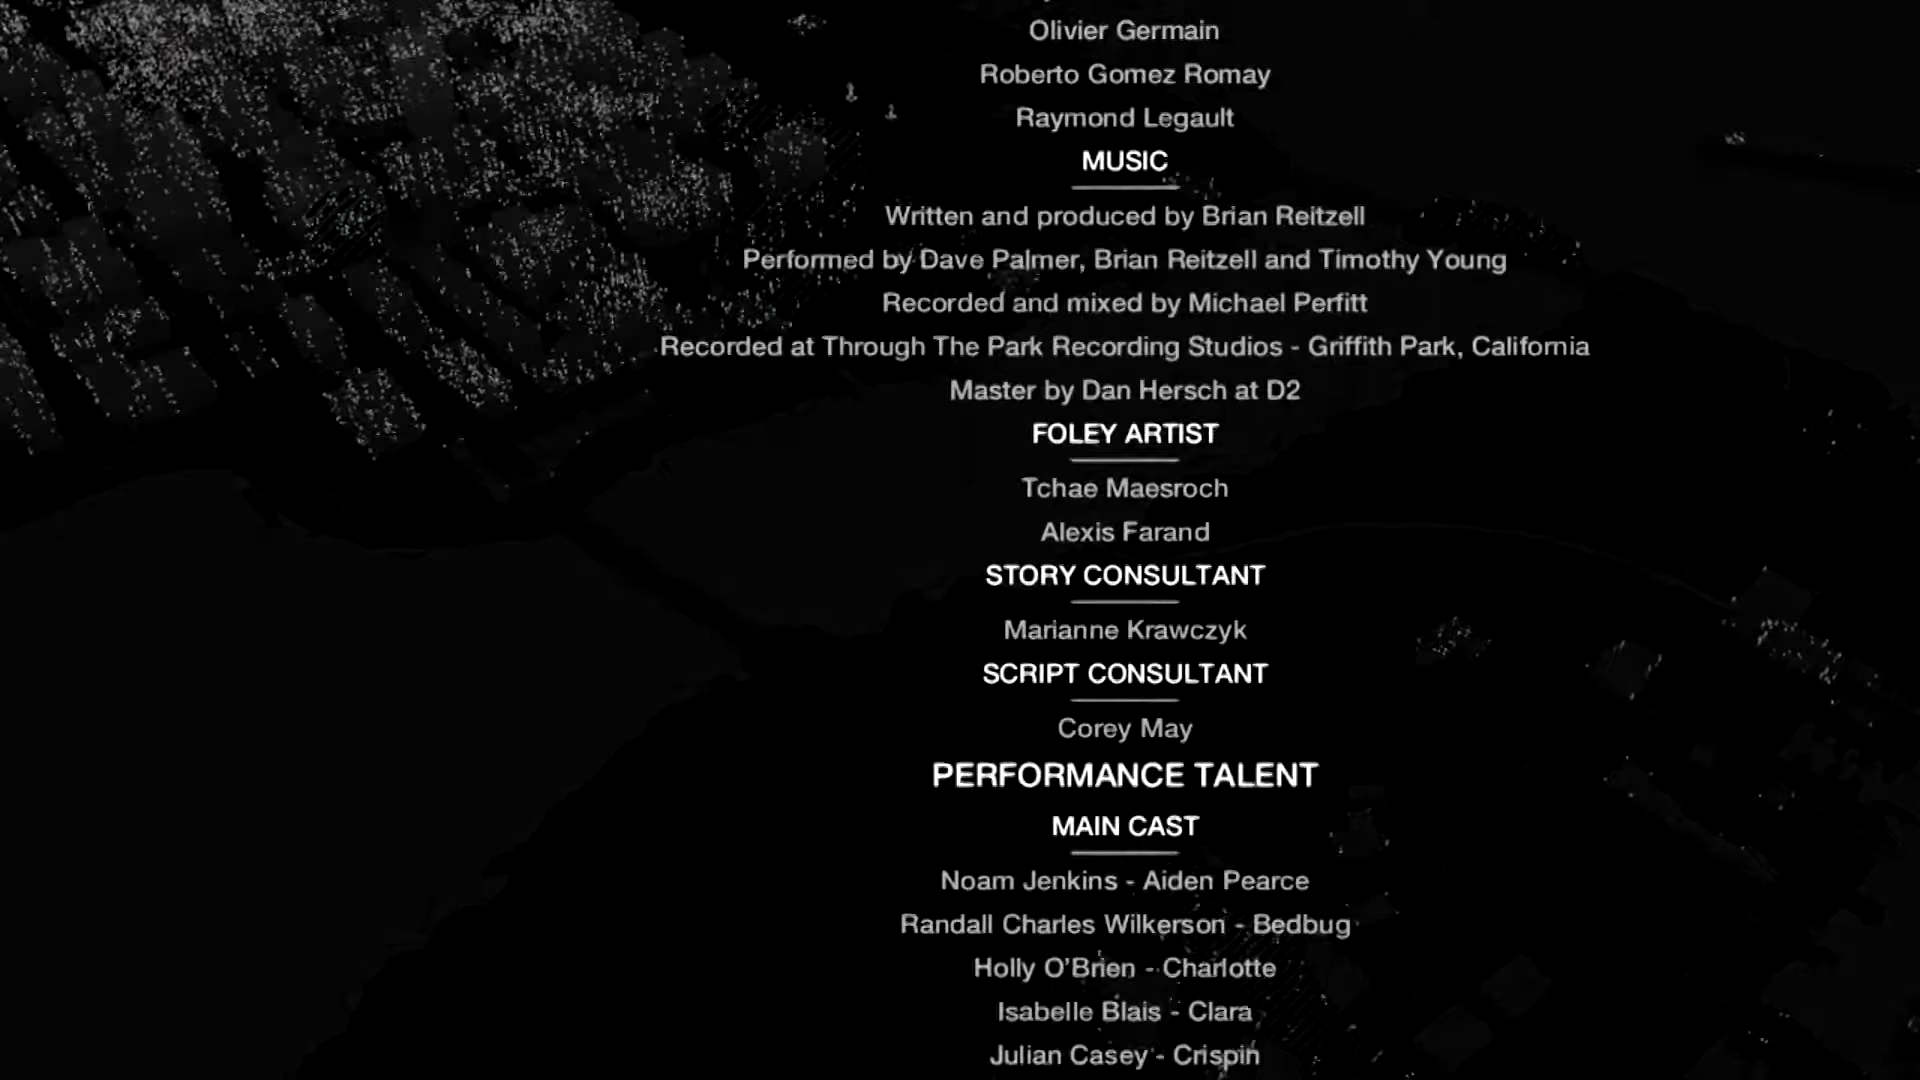 Olivier Germain
Roberto Gomez Romay
Raymond Legault
MUSIC
Written and produced by Brian Reitzell
Performed by Dave Palmer, Brian Reitzell and Timothy Young
Recorded and mixed by Michael Perfitt
Recorded at Through The Park Recording Studios - Griffith Park, California
Master by Dan Hersch at D2
FOLEY ARTIST
Tchae Maesroch
Alexis Farand
STORY CONSULTANT
Marianne Krawczyk
SCRIPT CONSULTANT
Corey May
PERFORMANCE TALENT
MAIN CAST
Noam Jenkins - Aiden Pearce
Randall Charles Wilkerson - Bedbug
Holly O'Brien - Charlotte
Isabelle Blais - Clara
Julian Casey - Crispin